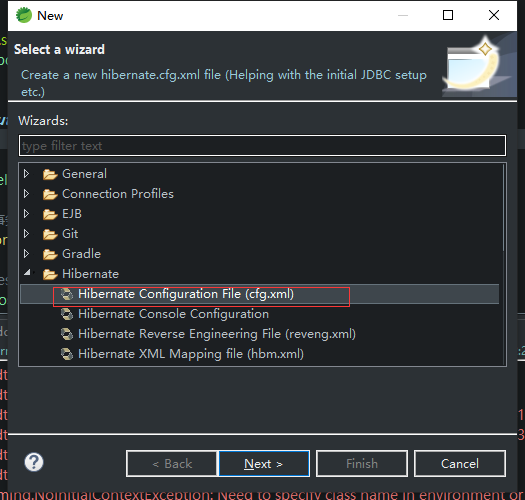 New
Select a wizard
Create a new hibernate.cfg.xml file (Helping with the initial JDBC setup
etc.)
Wizards:
type filter text
General
Connection Profiles
EJB
Git
Gradle
Hibernate
Hibernate Configuration File (cfg.xml)
Hibernate Console Configuration
Hibernate Reverse Engineering File (reveng.xml)
Hibernate XML Mapping file (hbm.xml)
?
< Back
Next >
Finish
Cancel
ming.NoInitialContextException: Need to specify class name in environment or